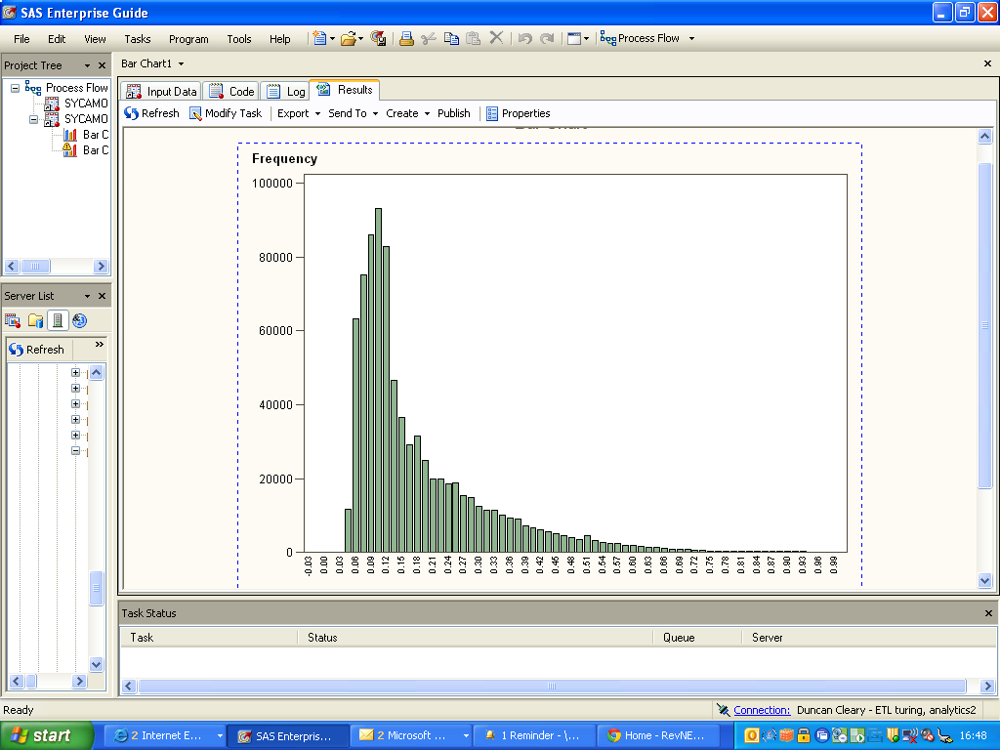 SAS Enterprise Guide
File Edit View Tasks Program Tools Help Process Flow
Project Tree
Process Flow
SYCAMO
SYCAMO
Bar C
Bar C
Server List
Refresh
Bar Chart1
Input Data Code Log Results
Refresh Modify Task Export Send To Create Publish Properties
Bar Chart
Frequency
100000
80000
60000
40000
20000
0
-0.03 0.00 0.03 0.06 0.09 0.12 0.15 0.18 0.21 0.24 0.27 0.30 0.33 0.36 0.39 0.42 0.45 0.48 0.51 0.54 0.57 0.60 0.63 0.66 0.69 0.72 0.75 0.78 0.81 0.84 0.87 0.90 0.93 0.96 0.99
Task Status
Task Status Queue Server
Ready
Connection: Duncan Cleary - ETL turing, analytics2
start 2 Internet E... SAS Enterpris... 2 Microsoft ... 1 Reminder - \... Home - RevNE... 16:48